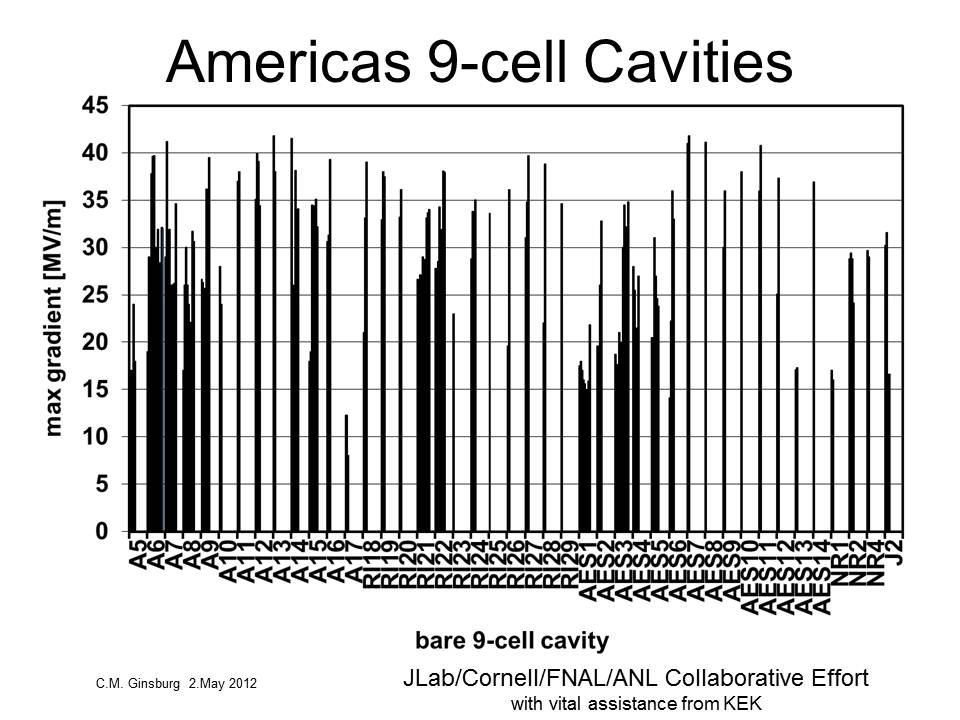 Americas 9-cell Cavities
max gradient [MV/m]
45
40
35
30
25
20
15
10
5
0
A5
A6
A7
A8
A9
A10
A11
A12
A13
A14
A15
A16
A17
RI18
RI19
RI20
RI21
RI22
RI23
RI24
RI25
RI26
RI27
RI28
RI29
AES1
AES2
AES3
AES4
AES5
AES6
AES7
AES8
AES9
AES10
AES11
AES12
AES13
AES14
NR1
NR2
NR4
J2
bare 9-cell cavity
C.M. Ginsburg 2.May 2012
JLab/Cornell/FNAL/ANL Collaborative Effort
with vital assistance from KEK